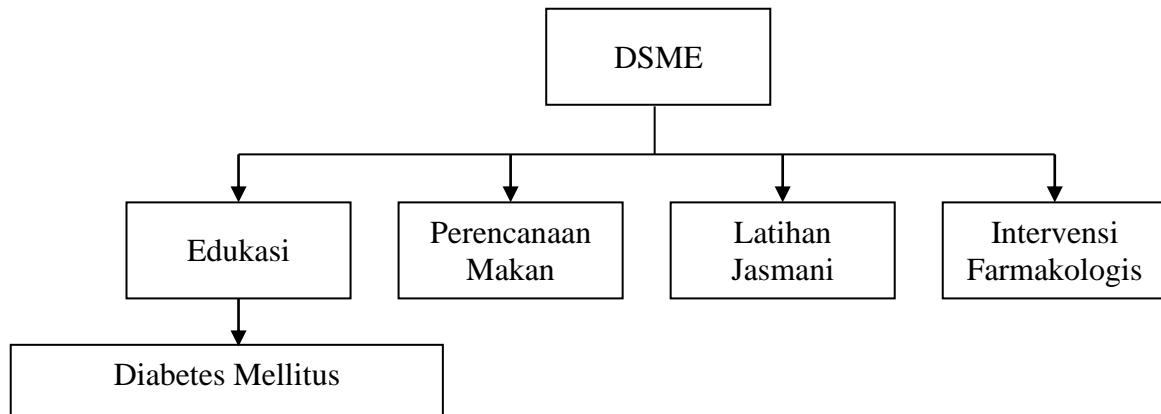 DSME
Edukasi
Perencanaan
Makan
Latihan
Jasmani
Intervensi
Farmakologis
Diabetes Mellitus